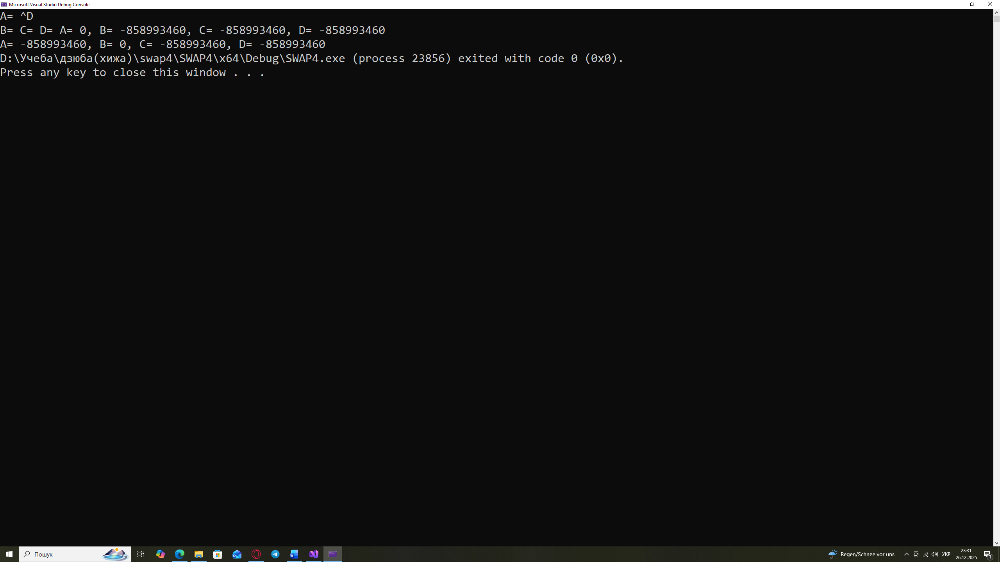 Microsoft Visual Studio Debug Console
A= ^D
B= C= D= A= 0, B= -858993460, C= -858993460, D= -858993460
A= -858993460, B= 0, C= -858993460, D= -858993460
D:\Учеба\дзюба(хижа)\swap4\SWAP4\x64\Debug\SWAP4.exe (process 23856) exited with code 0 (0x0).
Press any key to close this window . . .
Пошук
Regen/Schnee vor uns
УКР
23:31
26.12.2025
1